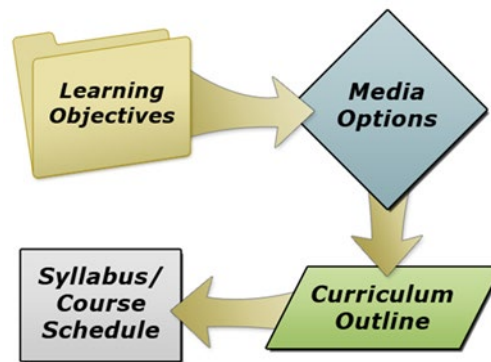 Learning
Objectives
Media
Options
Curriculum
Outline
Syllabus/
Course
Schedule